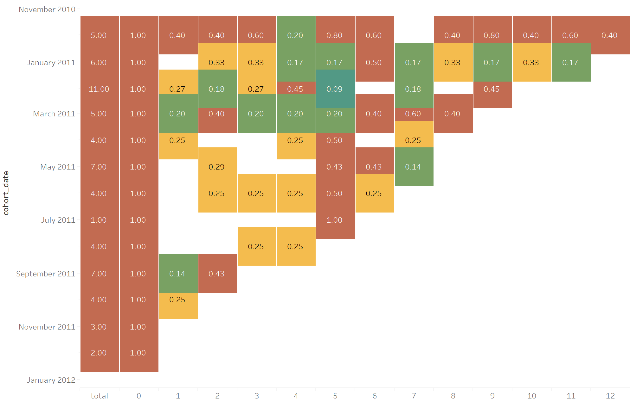 November 2010
5.00 1.00 0.40 0.40 0.60 0.20 0.80 0.60 0.40 0.60 0.40 0.60 0.40
January 2011 6.00 1.00 0.33 0.33 0.17 0.17 0.50 0.17 0.33 0.17 0.33 0.17
11.00 1.00 0.27 0.18 0.27 0.45 0.09 0.18 0.45
March 2011 5.00 1.00 0.20 0.40 0.20 0.20 0.20 0.40 0.60 0.40
4.00 1.00 0.25 0.25 0.50 0.25
May 2011 7.00 1.00 0.29 0.43 0.43 0.14
cohort_date
4.00 1.00 0.25 0.25 0.25 0.50 0.25
July 2011 1.00 1.00 1.00
4.00 1.00 0.25 0.25
September 2011 7.00 1.00 0.14 0.43
4.00 1.00 0.25
November 2011 3.00 1.00
2.00 1.00
January 2012
total 0 1 2 3 4 5 6 7 8 9 10 11 12